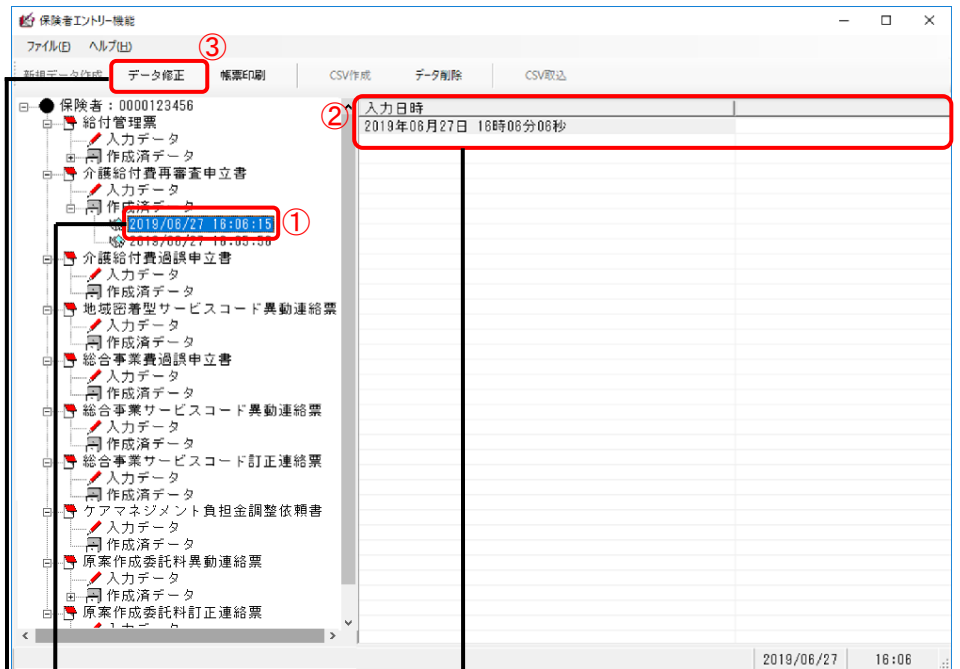 保険者エントリー機能
ファイル(F) ヘルプ(H)
③
新規データ作成 データ修正 帳票印刷 CSV作成 データ削除 CSV取込
保険者：0000123456
給付管理票
入力データ
作成済データ
介護給付費再審査申立書
入力データ
作成済データ
2019/06/27 16:06:15
①
介護給付費過誤申立書
入力データ
作成済データ
地域密着型サービスコード異動連絡票
入力データ
作成済データ
総合事業費過誤申立書
入力データ
作成済データ
総合事業サービスコード異動連絡票
入力データ
作成済データ
総合事業サービスコード訂正連絡票
入力データ
作成済データ
ケアマネジメント負担金調整依頼書
入力データ
作成済データ
原案作成委託料異動連絡票
入力データ
作成済データ
原案作成委託料訂正連絡票
②
入力日時
2019年06月27日 16時06分06秒
2019/06/27 16:06